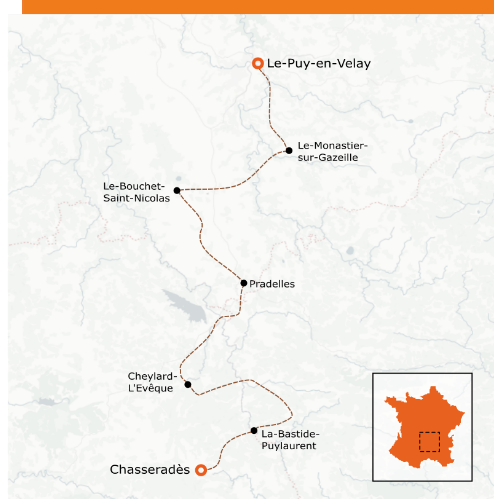 Le-Puy-en-Velay
Le-Monastier-
sur-Gazeille
Le-Bouchet-
Saint-Nicolas
Pradelles
Cheylard-
L'Evêque
La-Bastide-
Puylaurent
Chasseradès